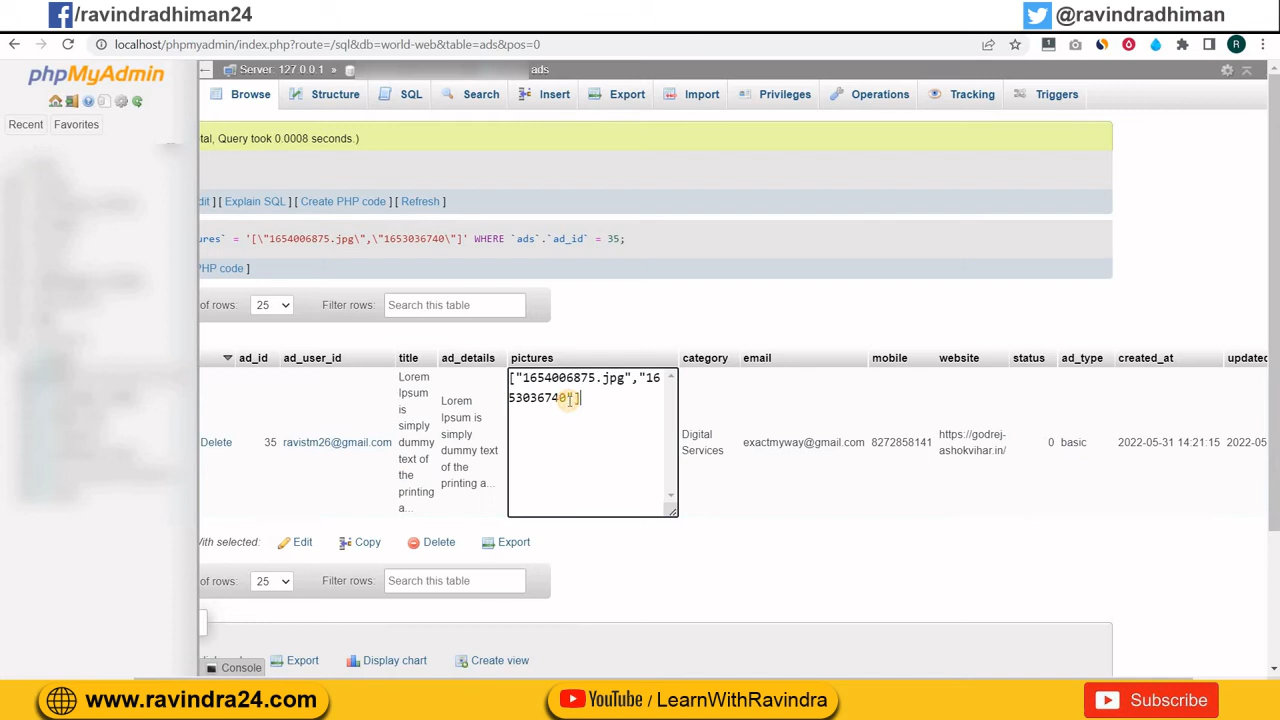 /ravindradhiman24
@ravindradhiman
localhost/phpmyadmin/index.php?route=/sql&db=world-web&table=ads&pos=0
R
phpMyAdmin
Server: 127.0.0.1 »
ads
Browse
Structure
SQL
Search
Insert
Export
Import
Privileges
Operations
Tracking
Triggers
Recent
Favorites
tal, Query took 0.0008 seconds.)
dit ] [ Explain SQL ] [ Create PHP code ] [ Refresh ]
ures` = '[\"1654006875.jpg\",\"1653036740\"]' WHERE `ads`.`ad_id` = 35;
PHP code ]
of rows: 25 Filter rows: Search this table
ad_id ad_user_id title ad_details pictures category email mobile website status ad_type created_at updated
Delete
35
ravistm26@gmail.com
Lorem
Ipsum
is
simply
dummy
text of
the
printing
a...
Lorem
Ipsum is
simply
dummy text
of the
printing a...
["1654006875.jpg","16
53036740"]
Digital
Services
exactmyway@gmail.com
8272858141
https://godrej-
ashokvihar.in/
0
basic
2022-05-31 14:21:15
2022-05
With selected: Edit Copy Delete Export
of rows: 25 Filter rows: Search this table
Console
Export
Display chart
Create view
www.ravindra24.com
YouTube / LearnWithRavindra
Subscribe